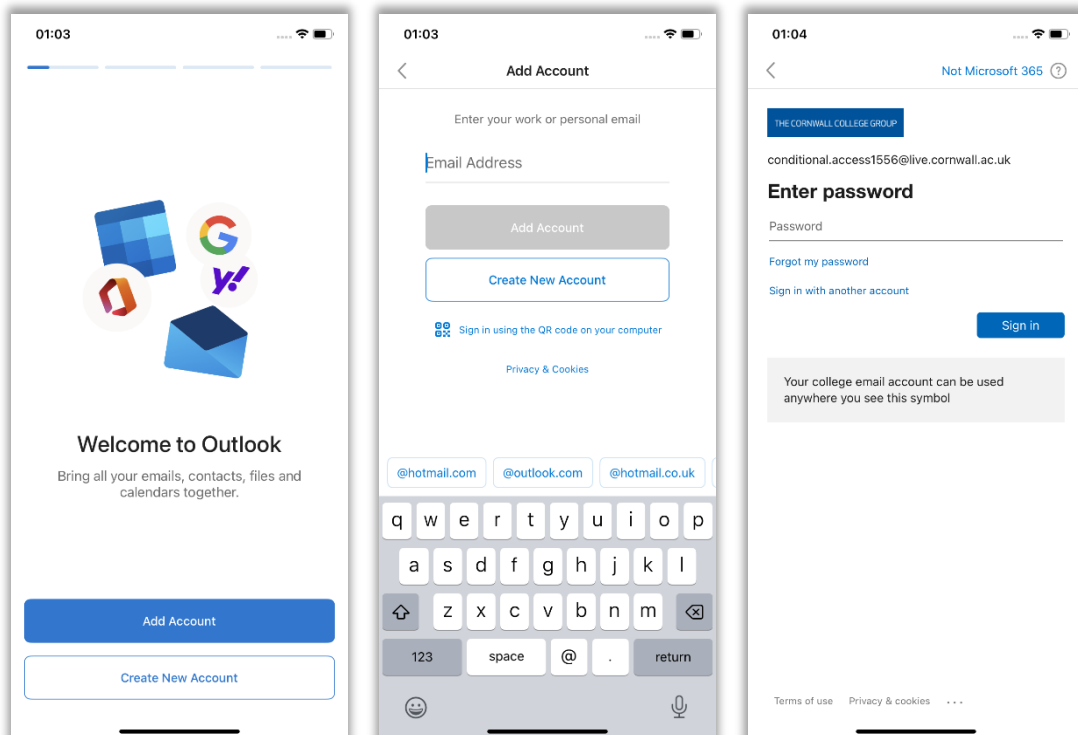 01:03
Welcome to Outlook
Bring all your emails, contacts, files and
calendars together.
Add Account
Create New Account
01:03
Add Account
Enter your work or personal email
Email Address
Add Account
Create New Account
Sign in using the QR code on your computer
Privacy & Cookies
@hotmail.com @outlook.com @hotmail.co.uk
q w e r t y u i o p
a s d f g h j k l
z x c v b n m
123 space @ . return
01:04
Not Microsoft 365 ?
THE CORNWALL COLLEGE GROUP
conditional.access1556@live.cornwall.ac.uk
Enter password
Password
Forgot my password
Sign in with another account
Sign in
Your college email account can be used
anywhere you see this symbol
Terms of use Privacy & cookies ...